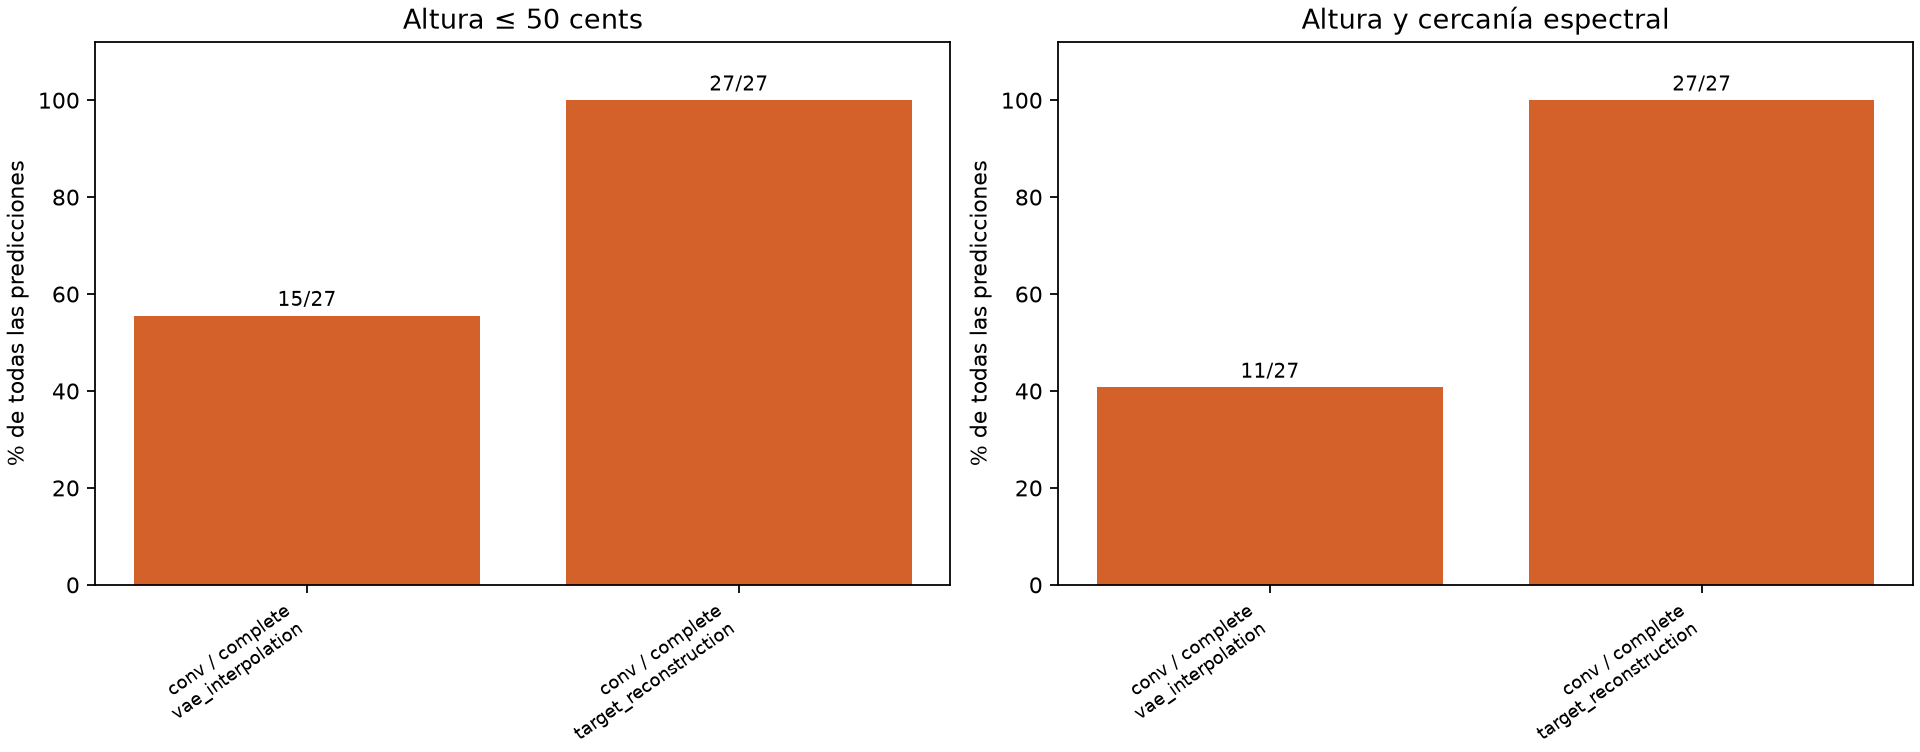 Altura ≤ 50 cents
% de todas las predicciones
100
80
60
40
20
0
15/27
27/27
conv / complete
vae_interpolation
conv / complete
target_reconstruction
Altura y cercanía espectral
% de todas las predicciones
100
80
60
40
20
0
11/27
27/27
conv / complete
vae_interpolation
conv / complete
target_reconstruction